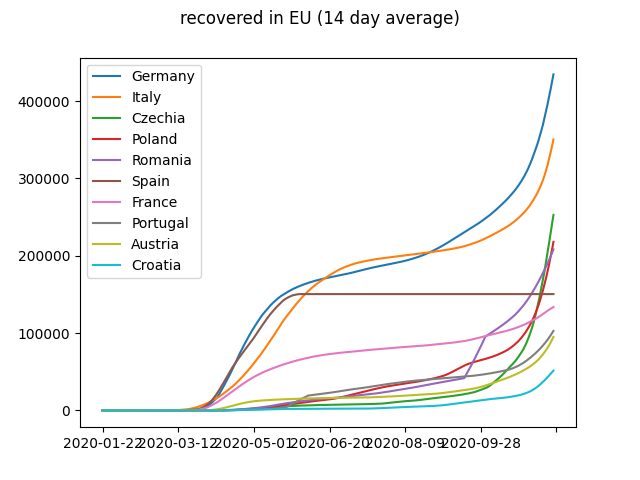 recovered in EU (14 day average)
Germany
Italy
Czechia
Poland
Romania
Spain
France
Portugal
Austria
Croatia
400000
300000
200000
100000
0
2020-01-22 2020-03-12 2020-05-01 2020-06-20 2020-08-09 2020-09-28